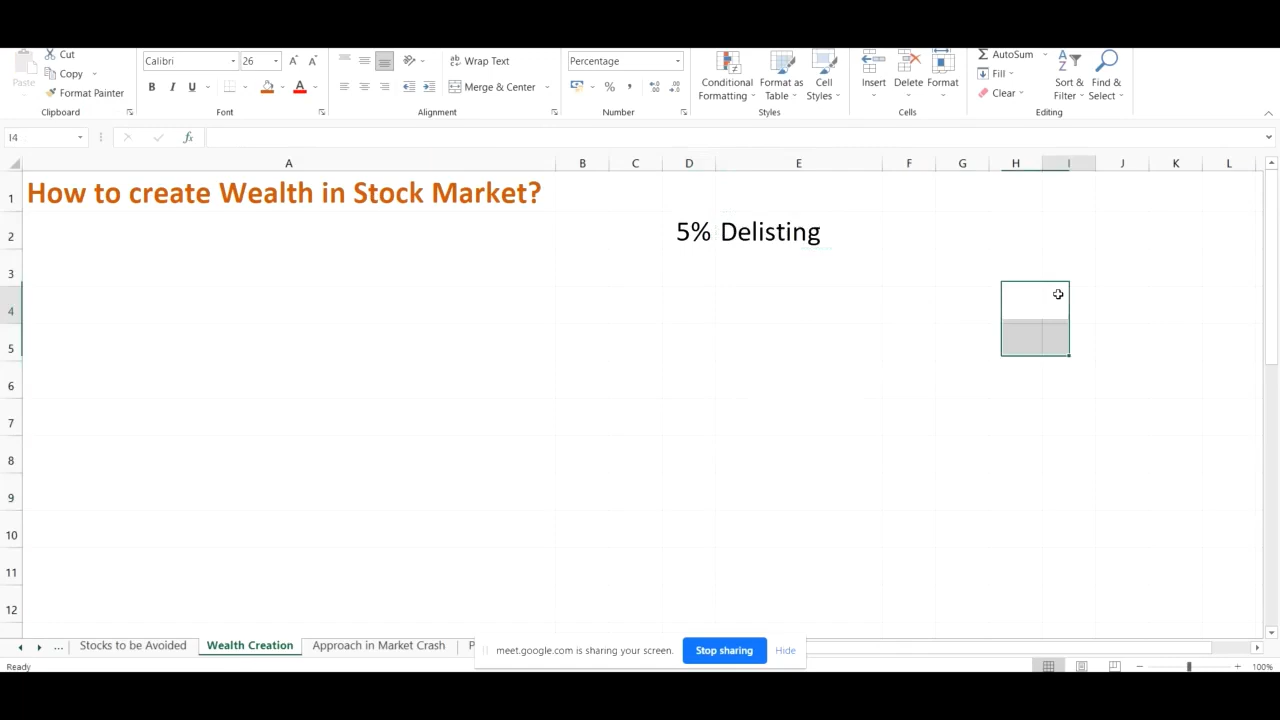 Cut
Calibri 26 Wrap Text Percentage AutoSum
Paste Copy Conditional Format as Cell Insert Delete Format Fill Sort & Find &
Format Painter B I U Merge & Center % , Formatting Table Styles Clear Filter Select
Clipboard Font Alignment Number Styles Cells Editing
I4 fx
A B C D E F G H I J K L
1 How to create Wealth in Stock Market?
2 5% Delisting
3
4
5
6
7
8
9
10
11
12
... Stocks to be Avoided Wealth Creation Approach in Market Crash P
meet.google.com is sharing your screen. Stop sharing Hide
Ready 100%